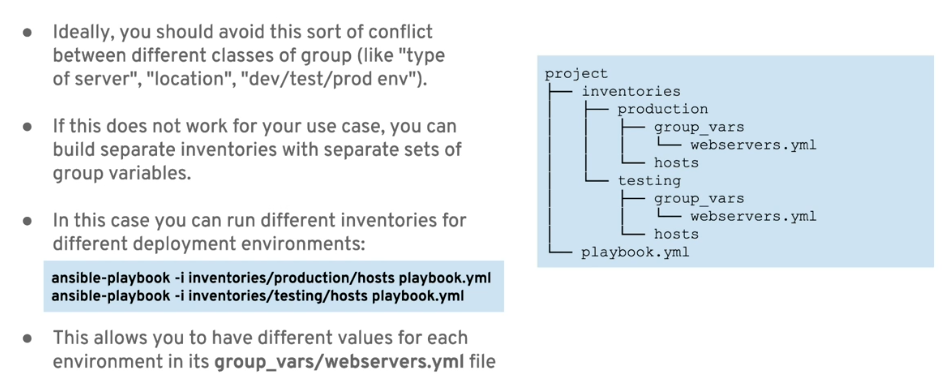 ● Ideally, you should avoid this sort of conflict
between different classes of group (like "type
of server", "location", "dev/test/prod env").
● If this does not work for your use case, you can
build separate inventories with separate sets of
group variables.
● In this case you can run different inventories for
different deployment environments:
ansible-playbook -i inventories/production/hosts playbook.yml
ansible-playbook -i inventories/testing/hosts playbook.yml
● This allows you to have different values for each
environment in its group_vars/webservers.yml file
project
├── inventories
│   ├── production
│   │   ├── group_vars
│   │   │   └── webservers.yml
│   │   └── hosts
│   └── testing
│       ├── group_vars
│       │   └── webservers.yml
│       └── hosts
└── playbook.yml